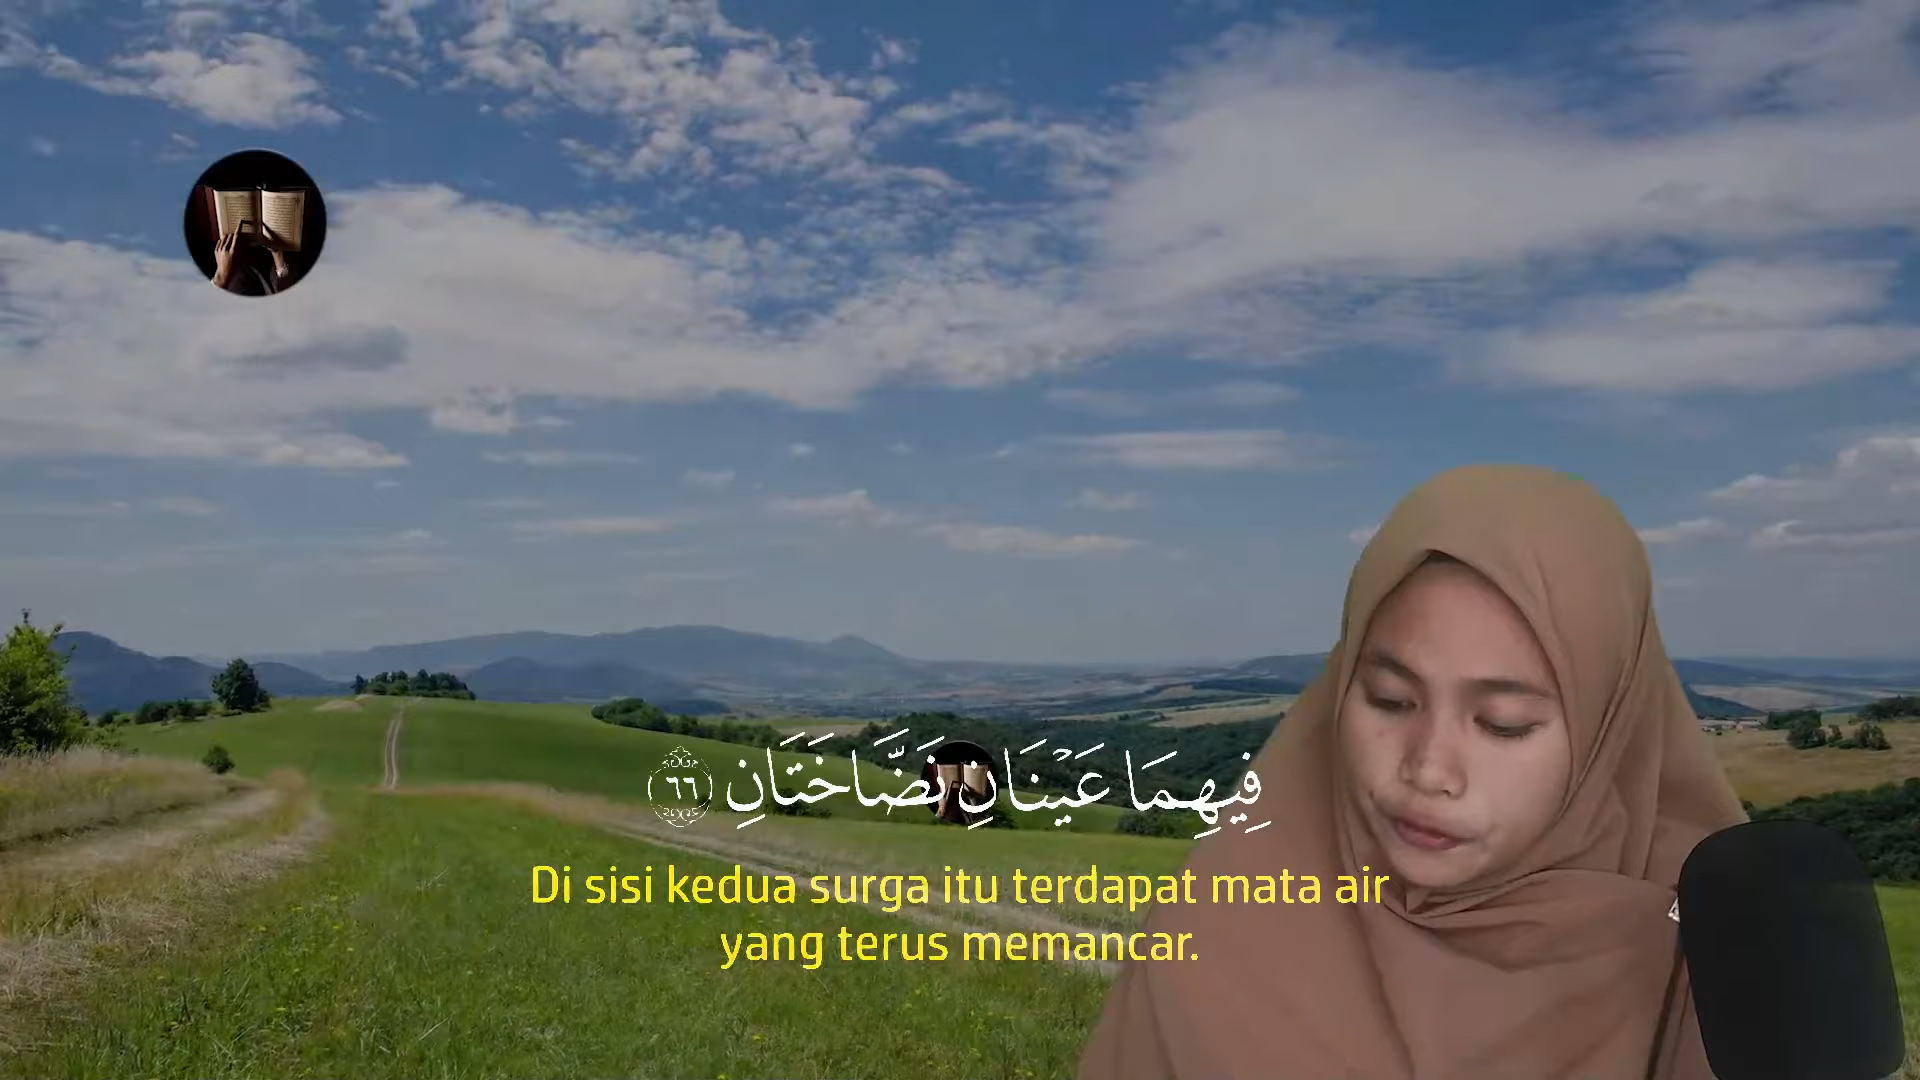 فِيهِمَا عَيْنَانِ نَضَّاخَتَانِ ٦٦
Di sisi kedua surga itu terdapat mata air
yang terus memancar.